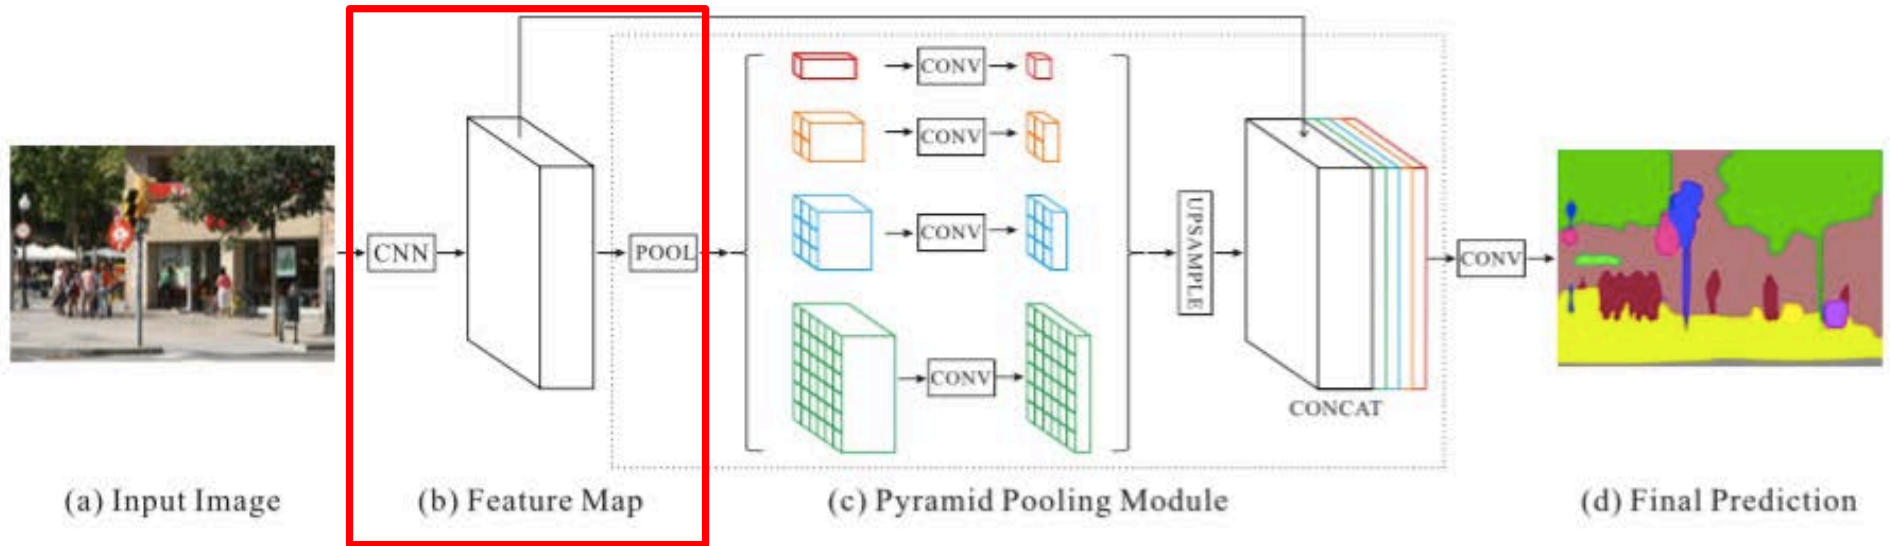 CNN
POOL
CONV
CONV
CONV
CONV
UPSAMPLE
CONCAT
CONV
(a) Input Image
(b) Feature Map
(c) Pyramid Pooling Module
(d) Final Prediction